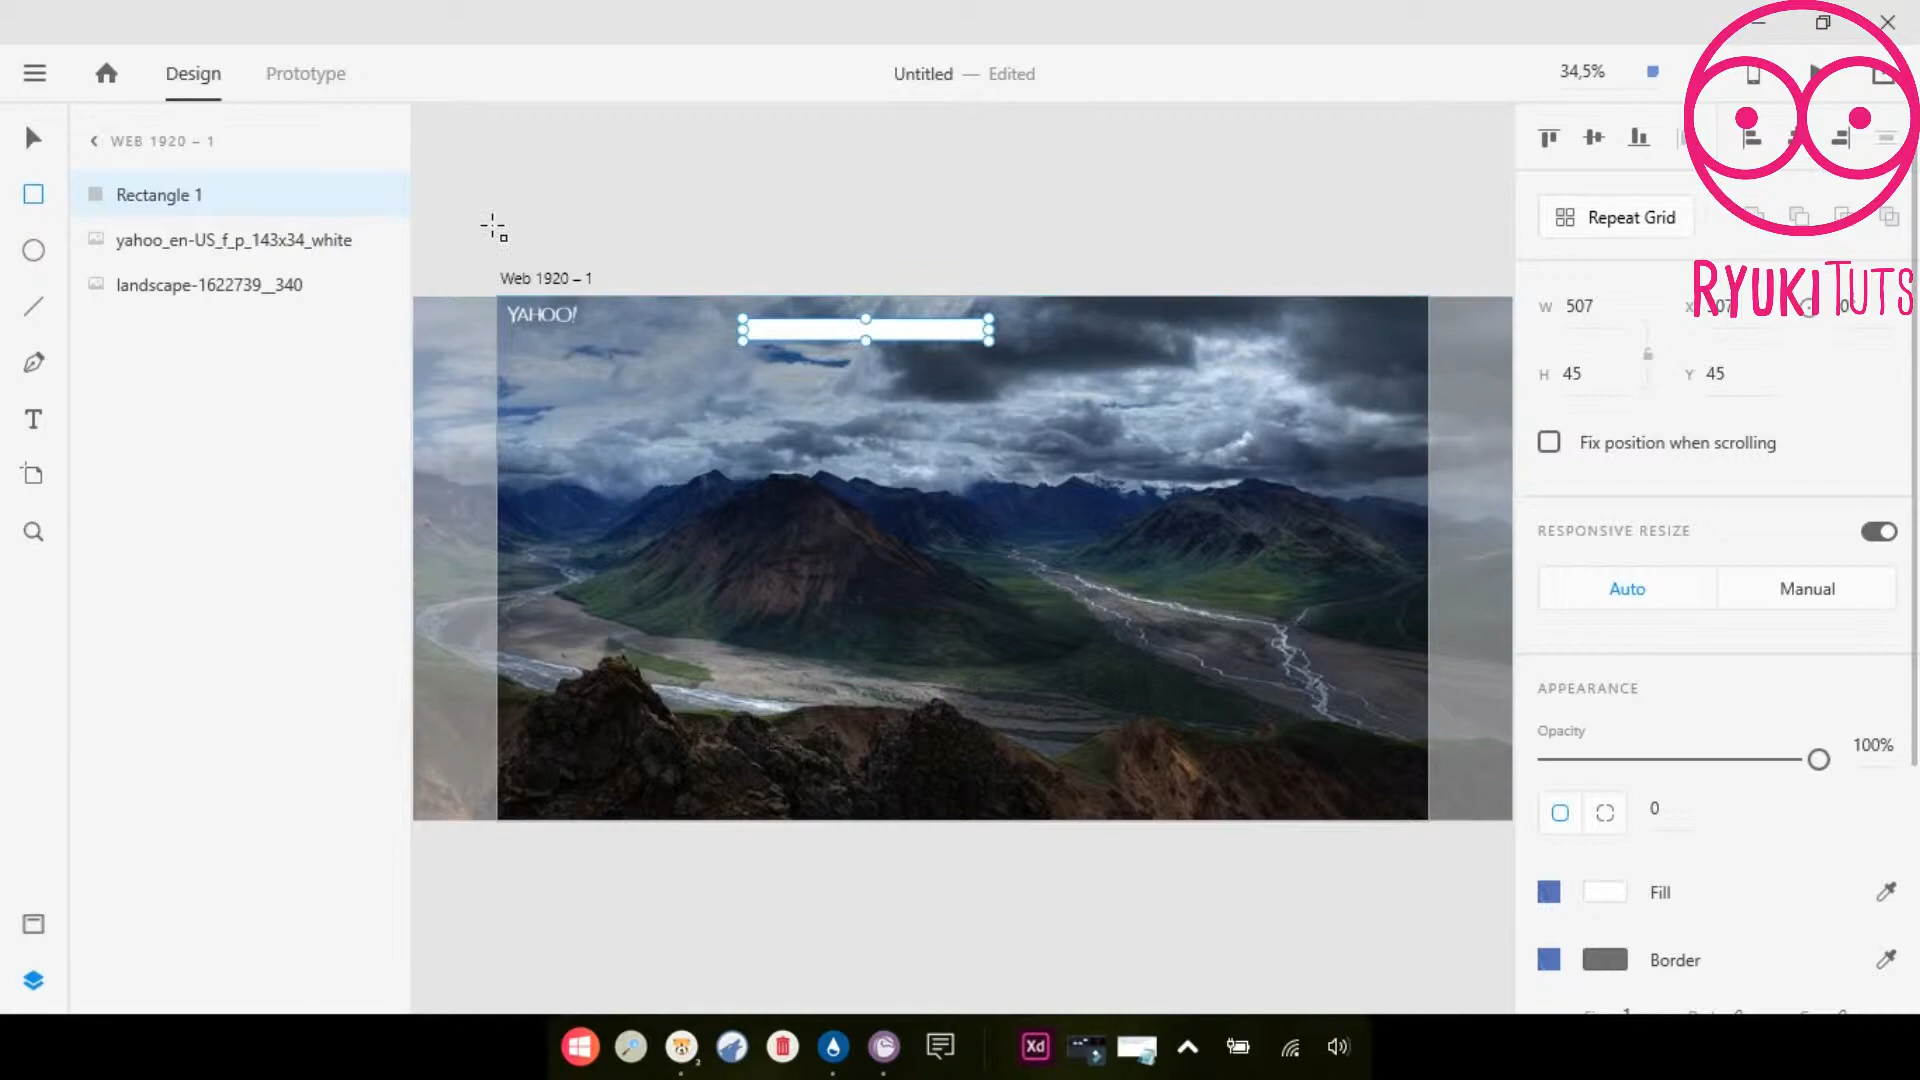 Design
Prototype
Untitled — Edited
34,5%
WEB 1920 – 1
Rectangle 1
yahoo_en-US_f_p_143x34_white
landscape-1622739__340
Web 1920 – 1
YAHOO!
Repeat Grid
RYUKITUTS
W 507
H 45
Y 45
Fix position when scrolling
RESPONSIVE RESIZE
Auto
Manual
APPEARANCE
Opacity
100%
0
Fill
Border
Xd
2